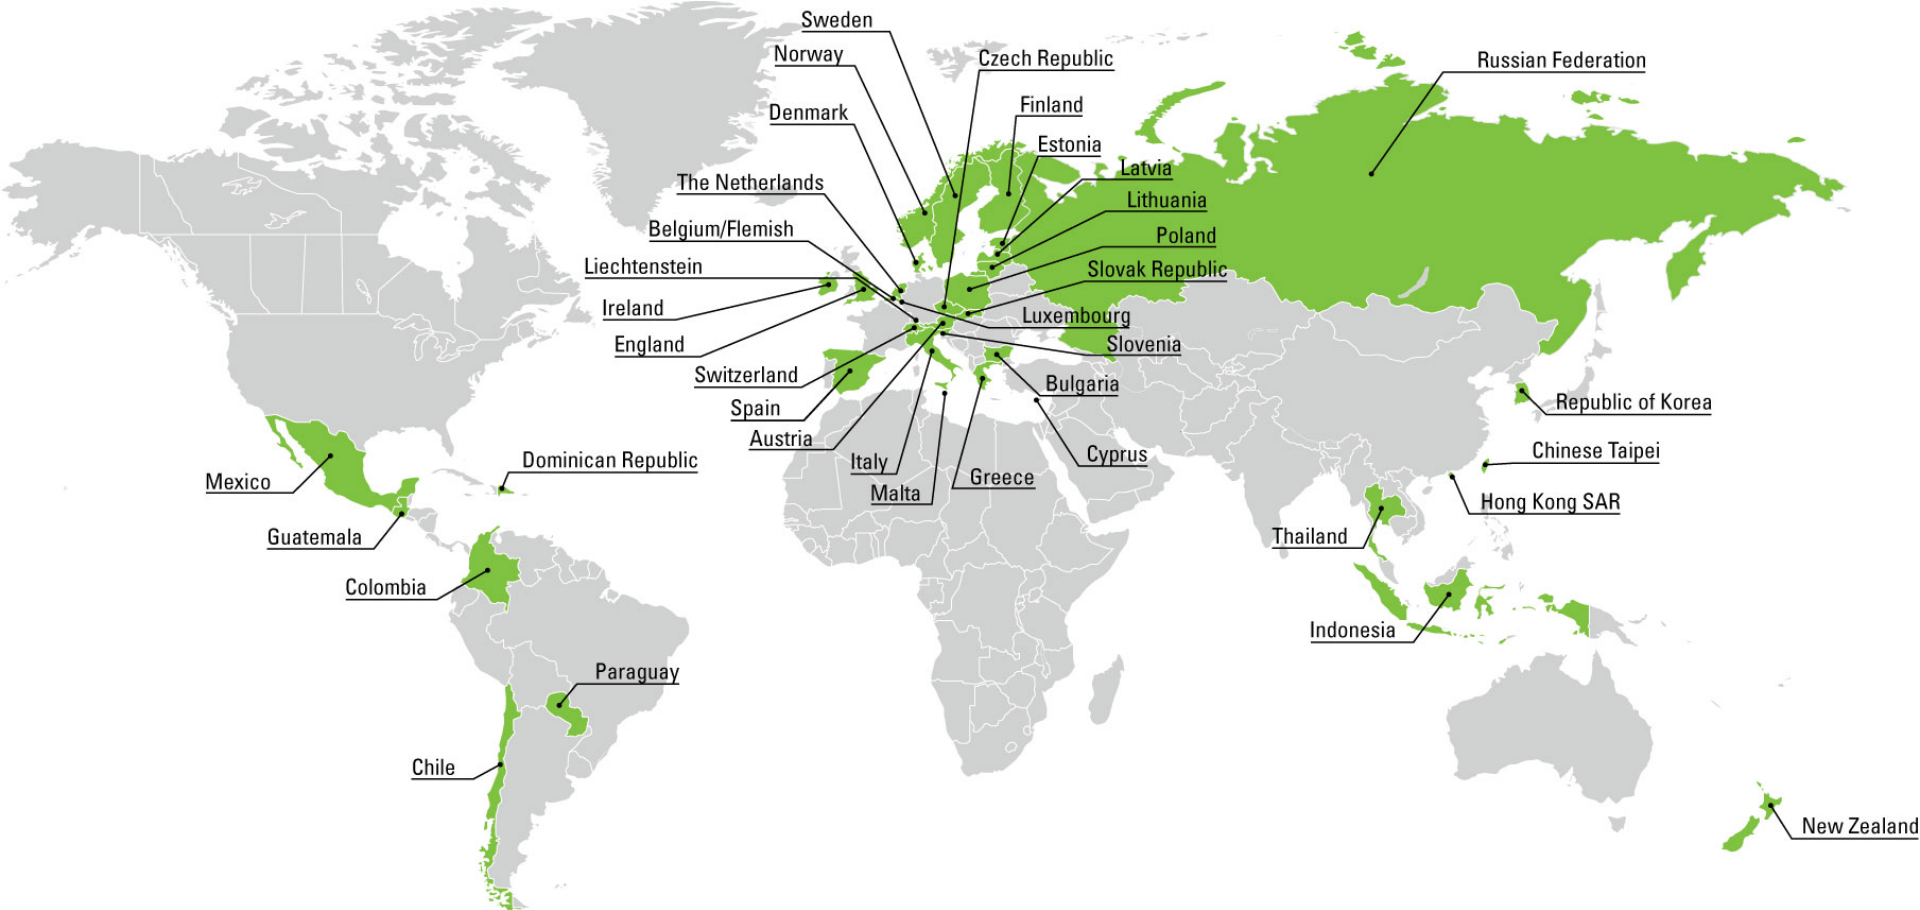 Sweden
Norway
Czech Republic
Russian Federation
Denmark
Finland
Estonia
Latvia
The Netherlands
Lithuania
Belgium/Flemish
Poland
Liechtenstein
Slovak Republic
Ireland
Luxembourg
England
Slovenia
Switzerland
Bulgaria
Spain
Republic of Korea
Austria
Cyprus
Chinese Taipei
Italy
Dominican Republic
Greece
Mexico
Malta
Hong Kong SAR
Guatemala
Thailand
Colombia
Indonesia
Paraguay
Chile
New Zealand